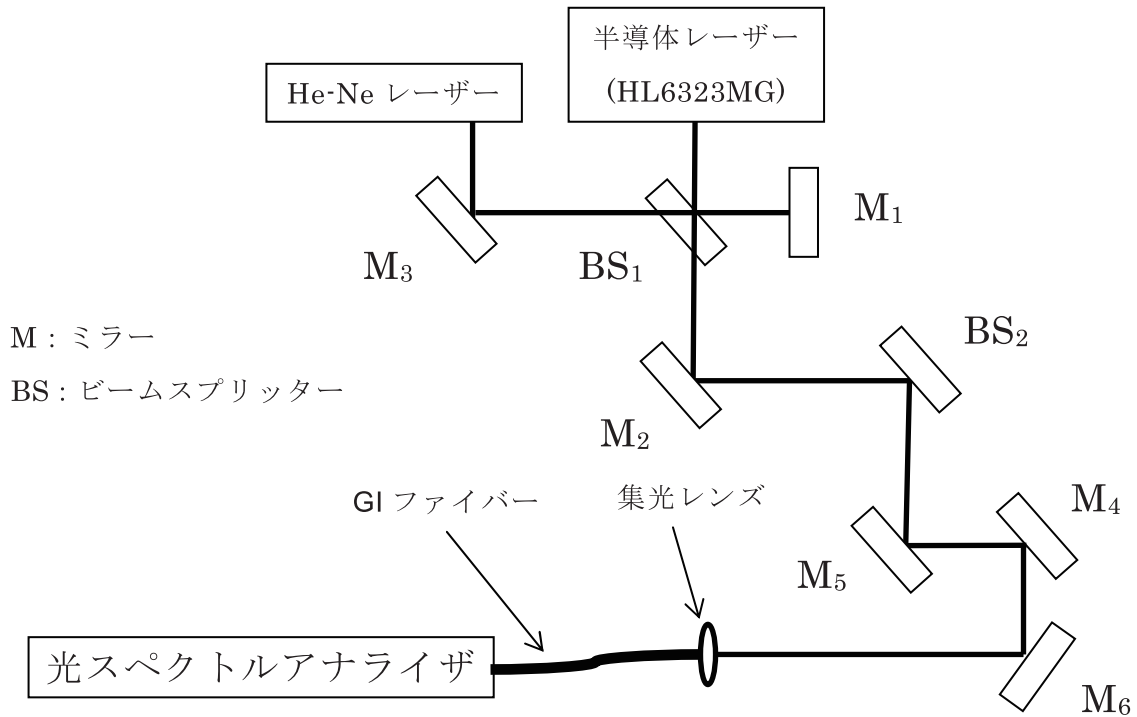 半導体レーザー
(HL6323MG)
He-Ne レーザー
M1
M3
BS1
M：ミラー
BS：ビームスプリッター
BS2
M2
GI ファイバー
集光レンズ
M4
M5
光スペクトルアナライザ
M6